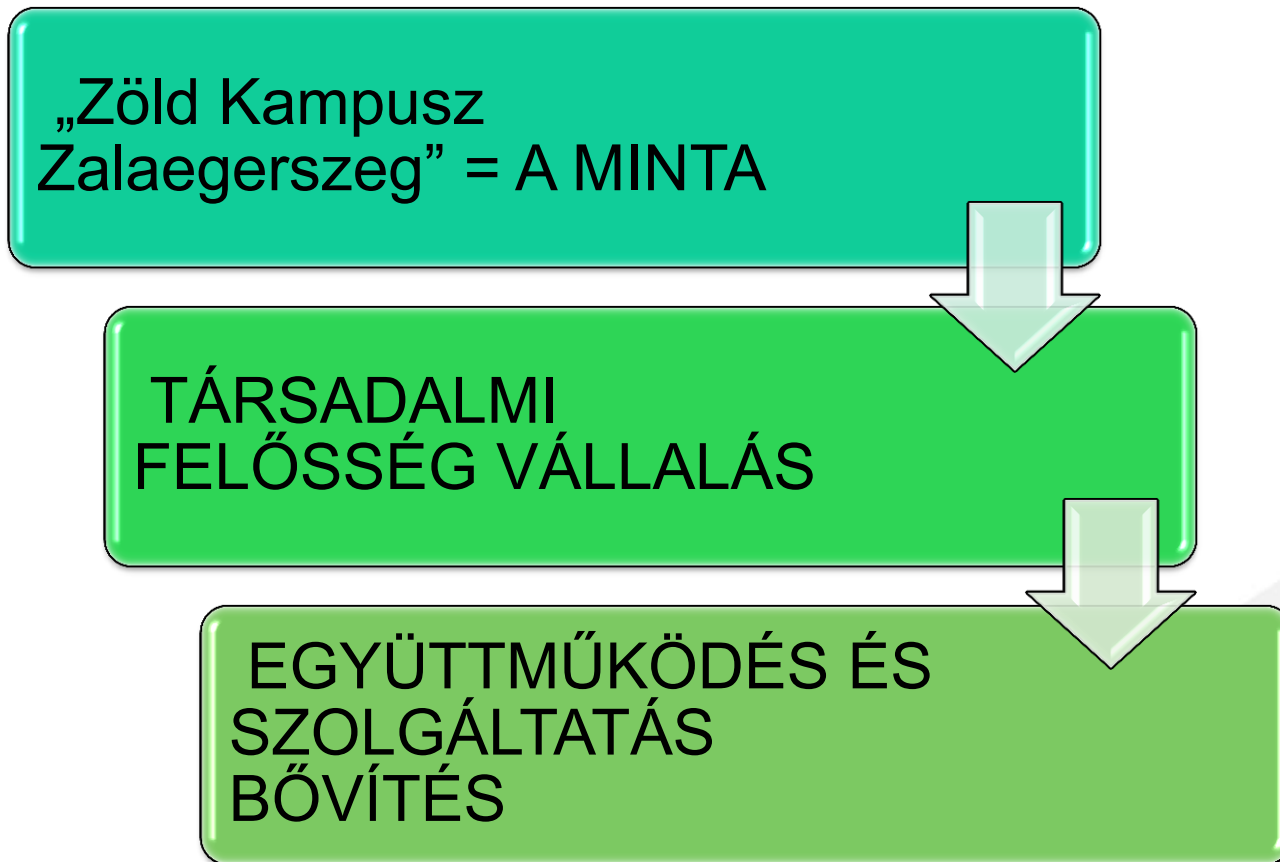 „Zöld Kampusz
Zalaegerszeg” = A MINTA
TÁRSADALMI
FELŐSSÉG VÁLLALÁS
EGYÜTTMŰKÖDÉS ÉS
SZOLGÁLTATÁS
BŐVÍTÉS